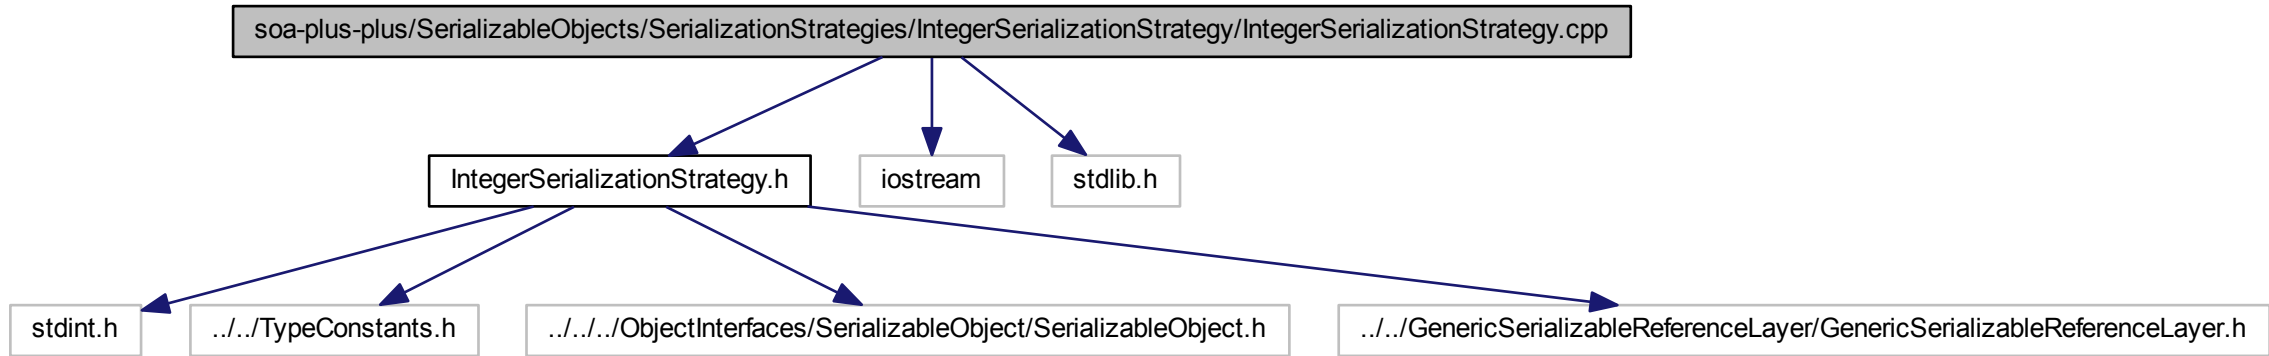 soa-plus-plus/SerializableObjects/SerializationStrategies/IntegerSerializationStrategy/IntegerSerializationStrategy.cpp
IntegerSerializationStrategy.h
iostream
stdlib.h
stdint.h
../../TypeConstants.h
../../../ObjectInterfaces/SerializableObject/SerializableObject.h
../../GenericSerializableReferenceLayer/GenericSerializableReferenceLayer.h